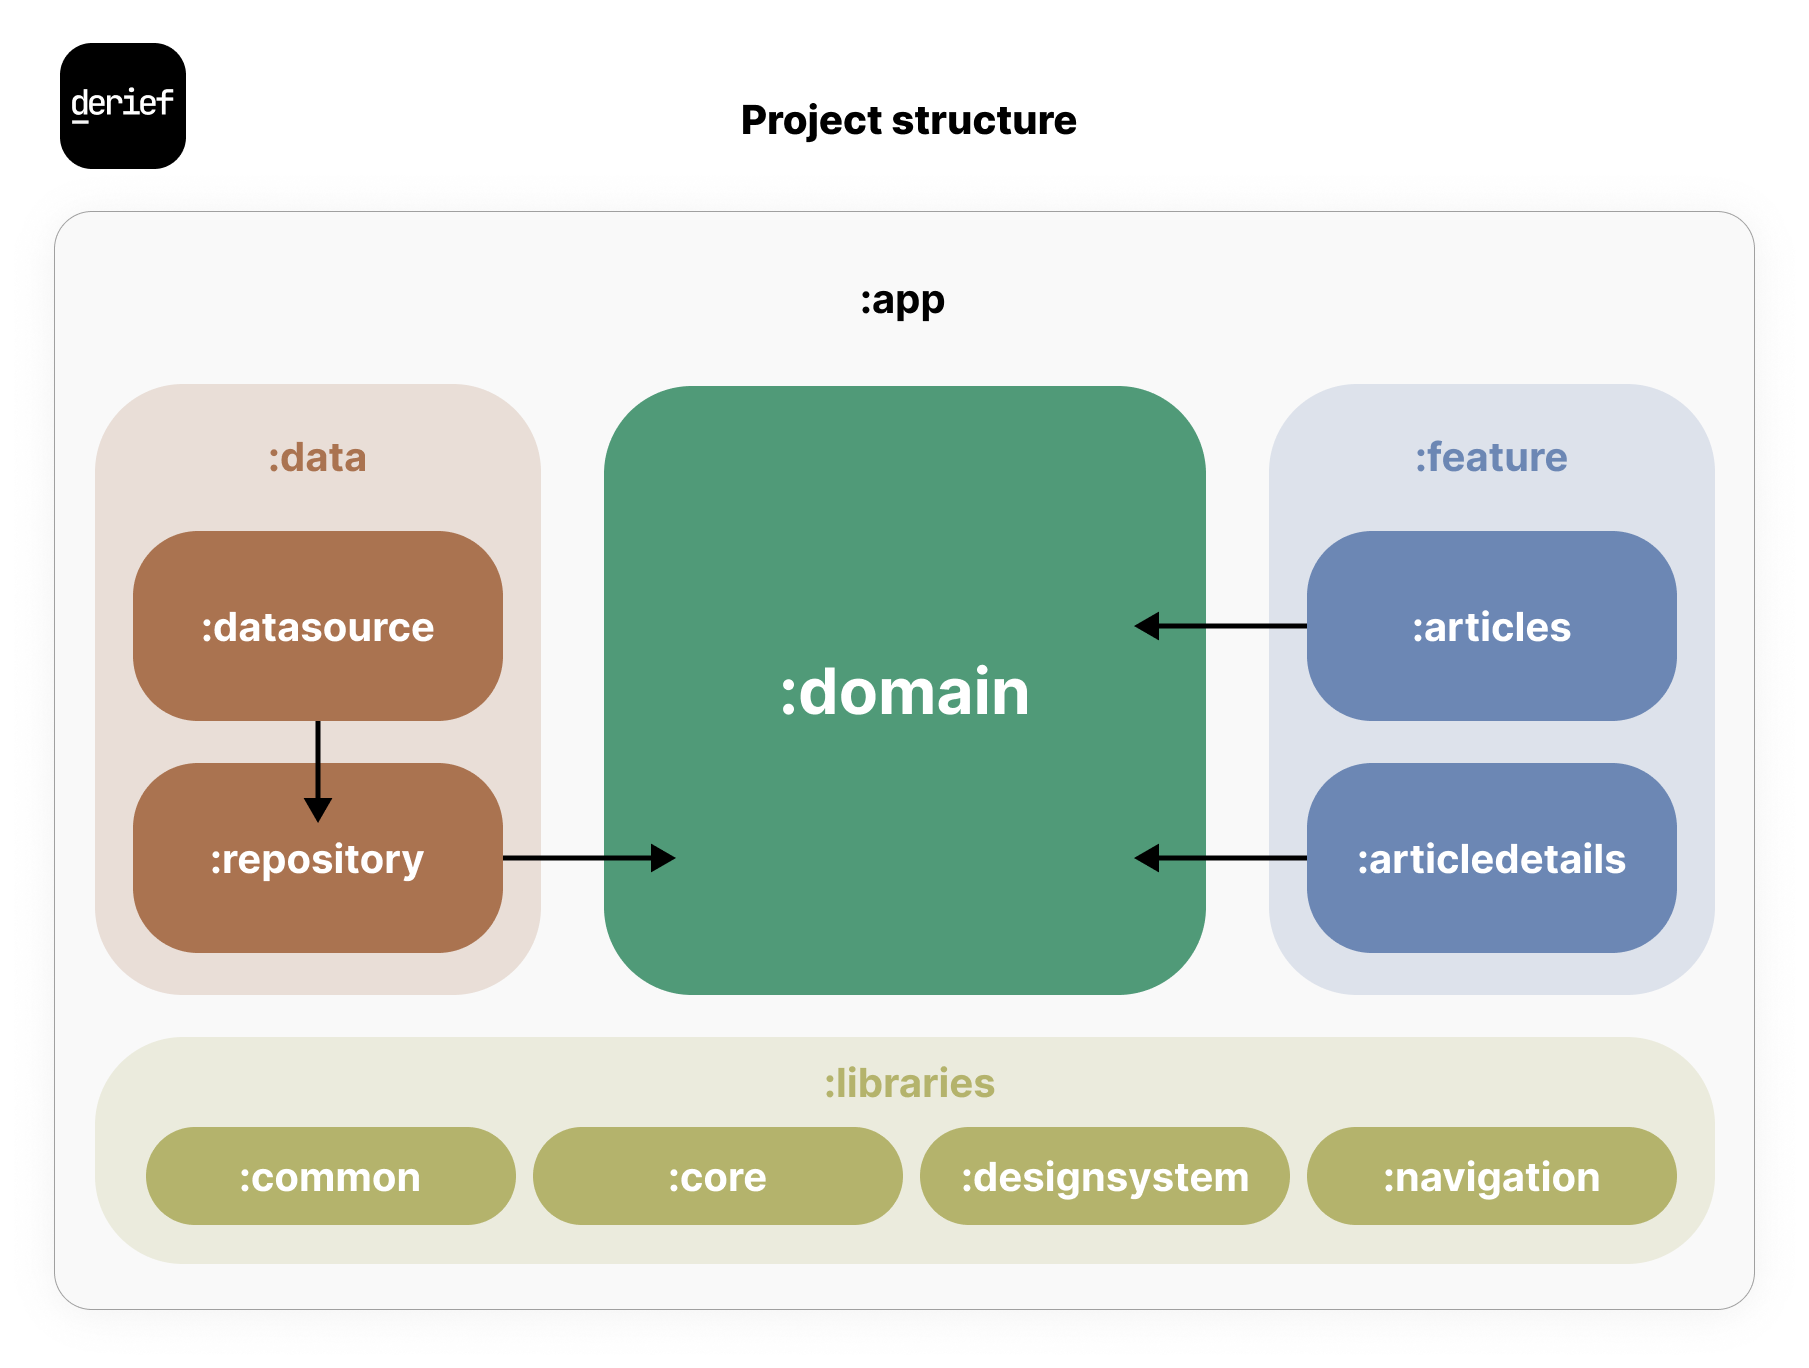 derief
Project structure
:app
:data
:datasource
:repository
:domain
:feature
:articles
:articledetails
:libraries
:common
:core
:designsystem
:navigation